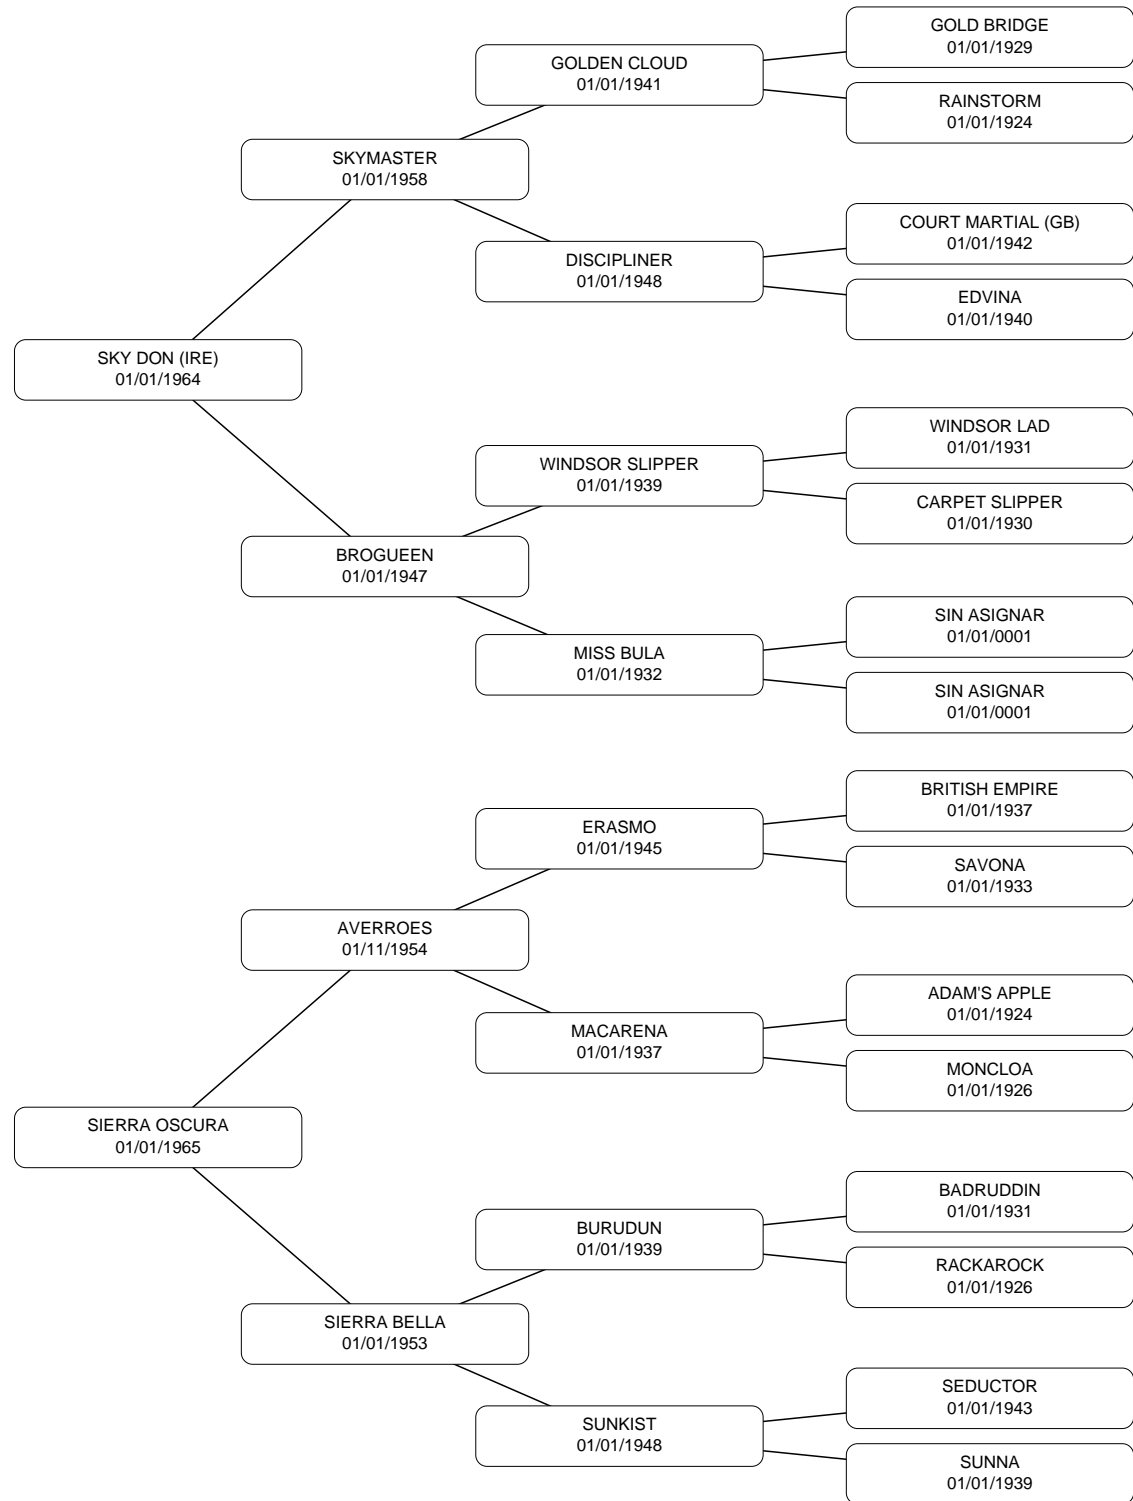 GOLD BRIDGE
01/01/1929
GOLDEN CLOUD
01/01/1941
RAINSTORM
01/01/1924
SKYMASTER
01/01/1958
COURT MARTIAL (GB)
01/01/1942
DISCIPLINER
01/01/1948
EDVINA
01/01/1940
SKY DON (IRE)
01/01/1964
WINDSOR LAD
01/01/1931
WINDSOR SLIPPER
01/01/1939
CARPET SLIPPER
01/01/1930
BROGUEEN
01/01/1947
SIN ASIGNAR
01/01/0001
MISS BULA
01/01/1932
SIN ASIGNAR
01/01/0001
BRITISH EMPIRE
01/01/1937
ERASMO
01/01/1945
SAVONA
01/01/1933
AVERROES
01/11/1954
ADAM'S APPLE
01/01/1924
MACARENA
01/01/1937
MONCLOA
01/01/1926
SIERRA OSCURA
01/01/1965
BADRUDDIN
01/01/1931
BURUDUN
01/01/1939
RACKAROCK
01/01/1926
SIERRA BELLA
01/01/1953
SEDUCTOR
01/01/1943
SUNKIST
01/01/1948
SUNNA
01/01/1939